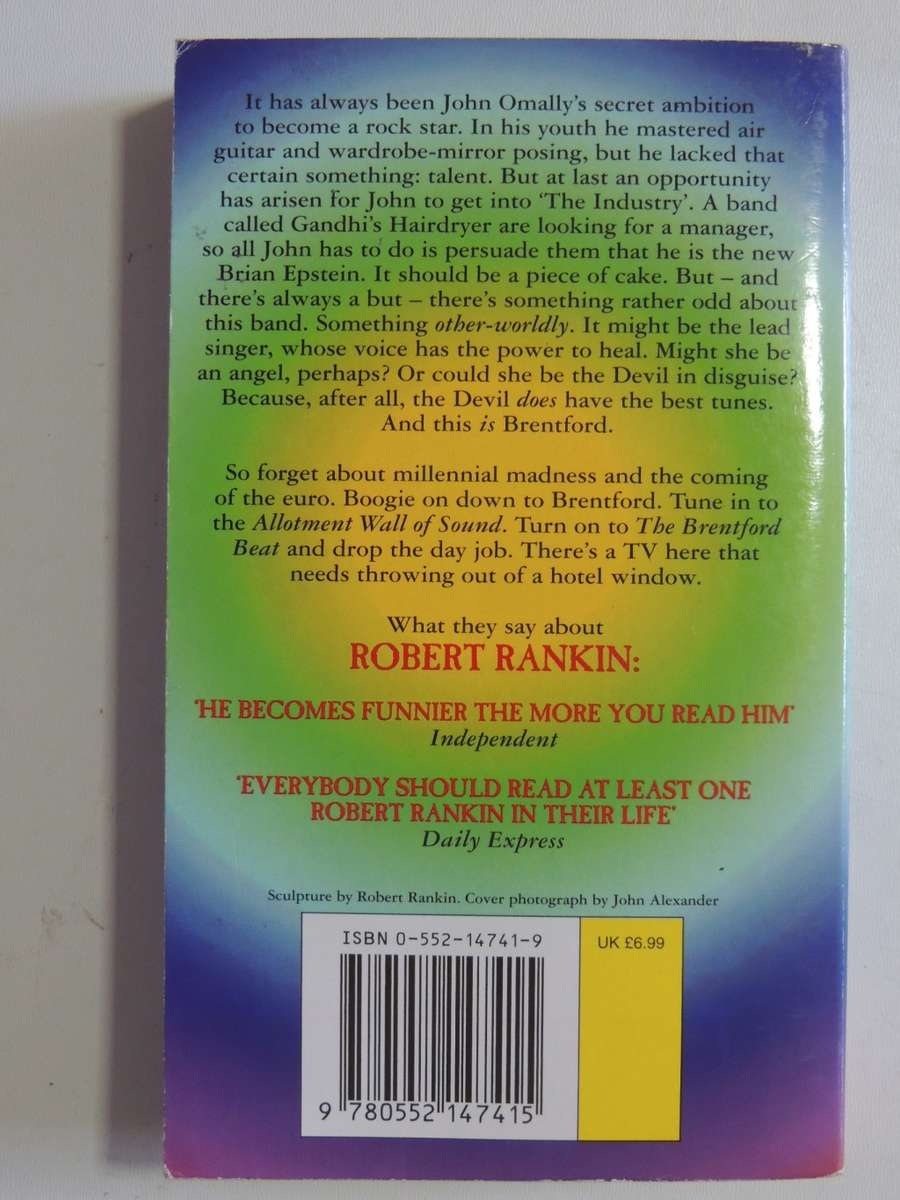 It has always been John Omally's secret ambition
to become a rock star. In his youth he mastered air
guitar and wardrobe-mirror posing, but he lacked that
certain something: talent. But at last an opportunity
has arisen for John to get into 'The Industry'. A band
called Gandhi's Hairdryer are looking for a manager,
so all John has to do is persuade them that he is the new
Brian Epstein. It should be a piece of cake. But – and
there's always a but – there's something rather odd about
this band. Something other-worldly. It might be the lead
singer, whose voice has the power to heal. Might she be
an angel, perhaps? Or could she be the Devil in disguise?
Because, after all, the Devil does have the best tunes.
And this is Brentford.
So forget about millennial madness and the coming
of the euro. Boogie on down to Brentford. Tune in to
the Allotment Wall of Sound. Turn on to The Brentford
Beat and drop the day job. There's a TV here that
needs throwing out of a hotel window.
What they say about
ROBERT RANKIN:
'HE BECOMES FUNNIER THE MORE YOU READ HIM'
Independent
'EVERYBODY SHOULD READ AT LEAST ONE
ROBERT RANKIN IN THEIR LIFE'
Daily Express
Sculpture by Robert Rankin. Cover photograph by John Alexander
ISBN 0-552-14741-9
UK £6.99
9 780552 147415